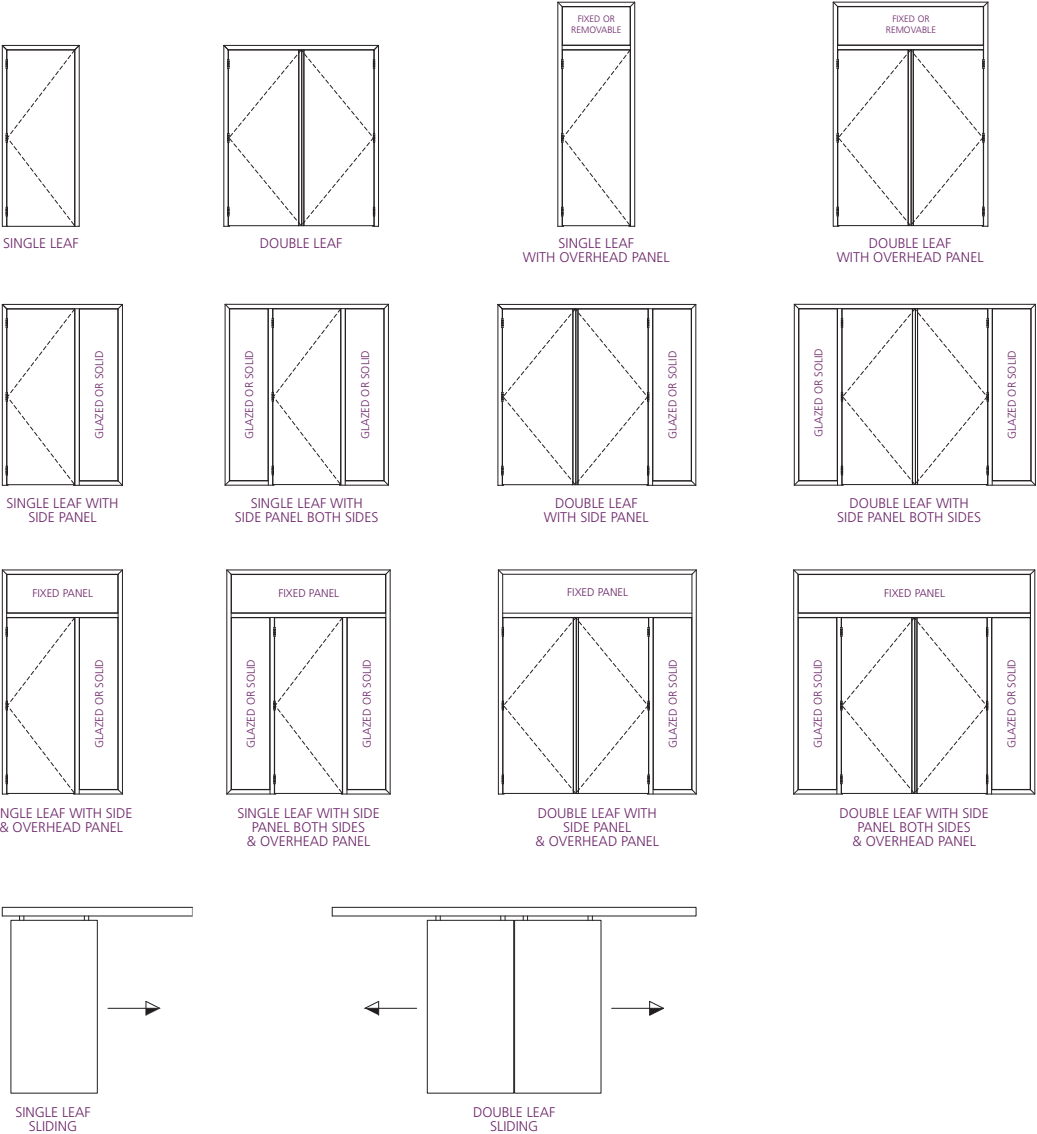 FIXED OR
REMOVABLE
FIXED OR
REMOVABLE
SINGLE LEAF
DOUBLE LEAF
SINGLE LEAF
WITH OVERHEAD PANEL
DOUBLE LEAF
WITH OVERHEAD PANEL
GLAZED OR SOLID
GLAZED OR SOLID
GLAZED OR SOLID
GLAZED OR SOLID
GLAZED OR SOLID
GLAZED OR SOLID
SINGLE LEAF WITH
SIDE PANEL
SINGLE LEAF WITH
SIDE PANEL BOTH SIDES
DOUBLE LEAF
WITH SIDE PANEL
DOUBLE LEAF WITH
SIDE PANEL BOTH SIDES
FIXED PANEL
FIXED PANEL
FIXED PANEL
FIXED PANEL
GLAZED OR SOLID
GLAZED OR SOLID
GLAZED OR SOLID
GLAZED OR SOLID
GLAZED OR SOLID
GLAZED OR SOLID
NGLE LEAF WITH SIDE
& OVERHEAD PANEL
SINGLE LEAF WITH SIDE
PANEL BOTH SIDES
& OVERHEAD PANEL
DOUBLE LEAF WITH
SIDE PANEL
& OVERHEAD PANEL
DOUBLE LEAF WITH SIDE
PANEL BOTH SIDES
& OVERHEAD PANEL
SINGLE LEAF
SLIDING
DOUBLE LEAF
SLIDING